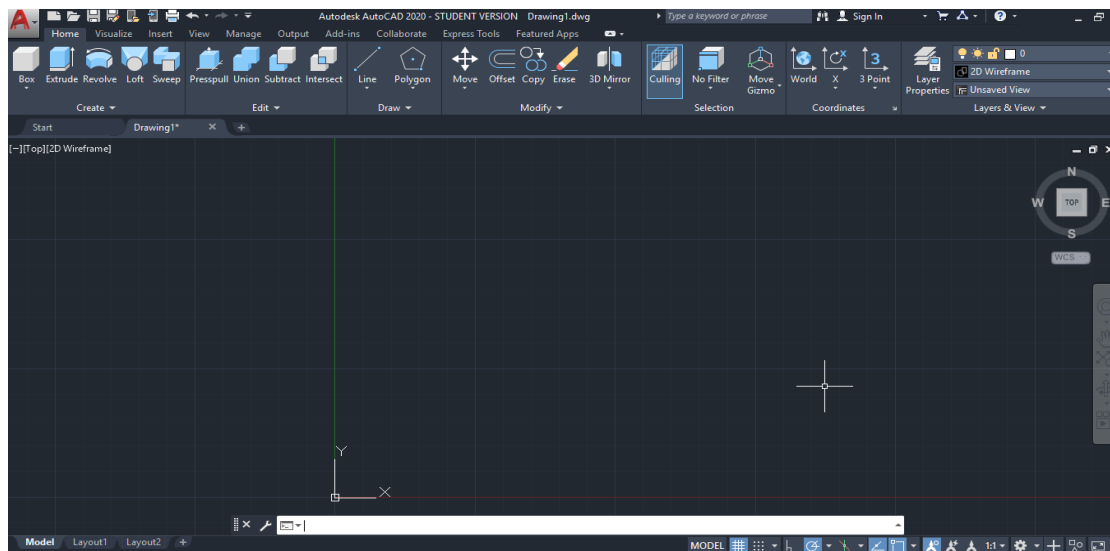 Autodesk AutoCAD 2020 - STUDENT VERSION Drawing1.dwg Type a keyword or phrase Sign In
Home Visualize Insert View Manage Output Add-ins Collaborate Express Tools Featured Apps
Box Extrude Revolve Loft Sweep Presspull Union Subtract Intersect Line Polygon Move Offset Copy Erase 3D Mirror Culling No Filter Move Gizmo World X 3 Point Layer Properties
0
2D Wireframe
Unsaved View
Create Edit Draw Modify Selection Coordinates Layers & View
Start Drawing1* × +
[−][Top][2D Wireframe]
N
W TOP E
S
WCS
Y
X
Model Layout1 Layout2 +
MODEL 1:1